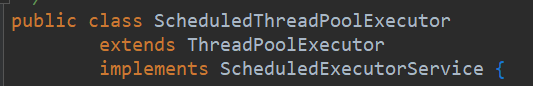 public class ScheduledThreadPoolExecutor
extends ThreadPoolExecutor
implements ScheduledExecutorService {